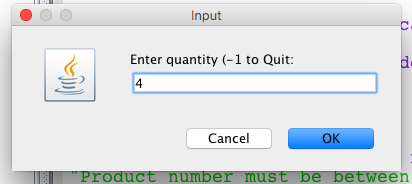 Input
Enter quantity (-1 to Quit:
4
Cancel
OK
"Product number must be between